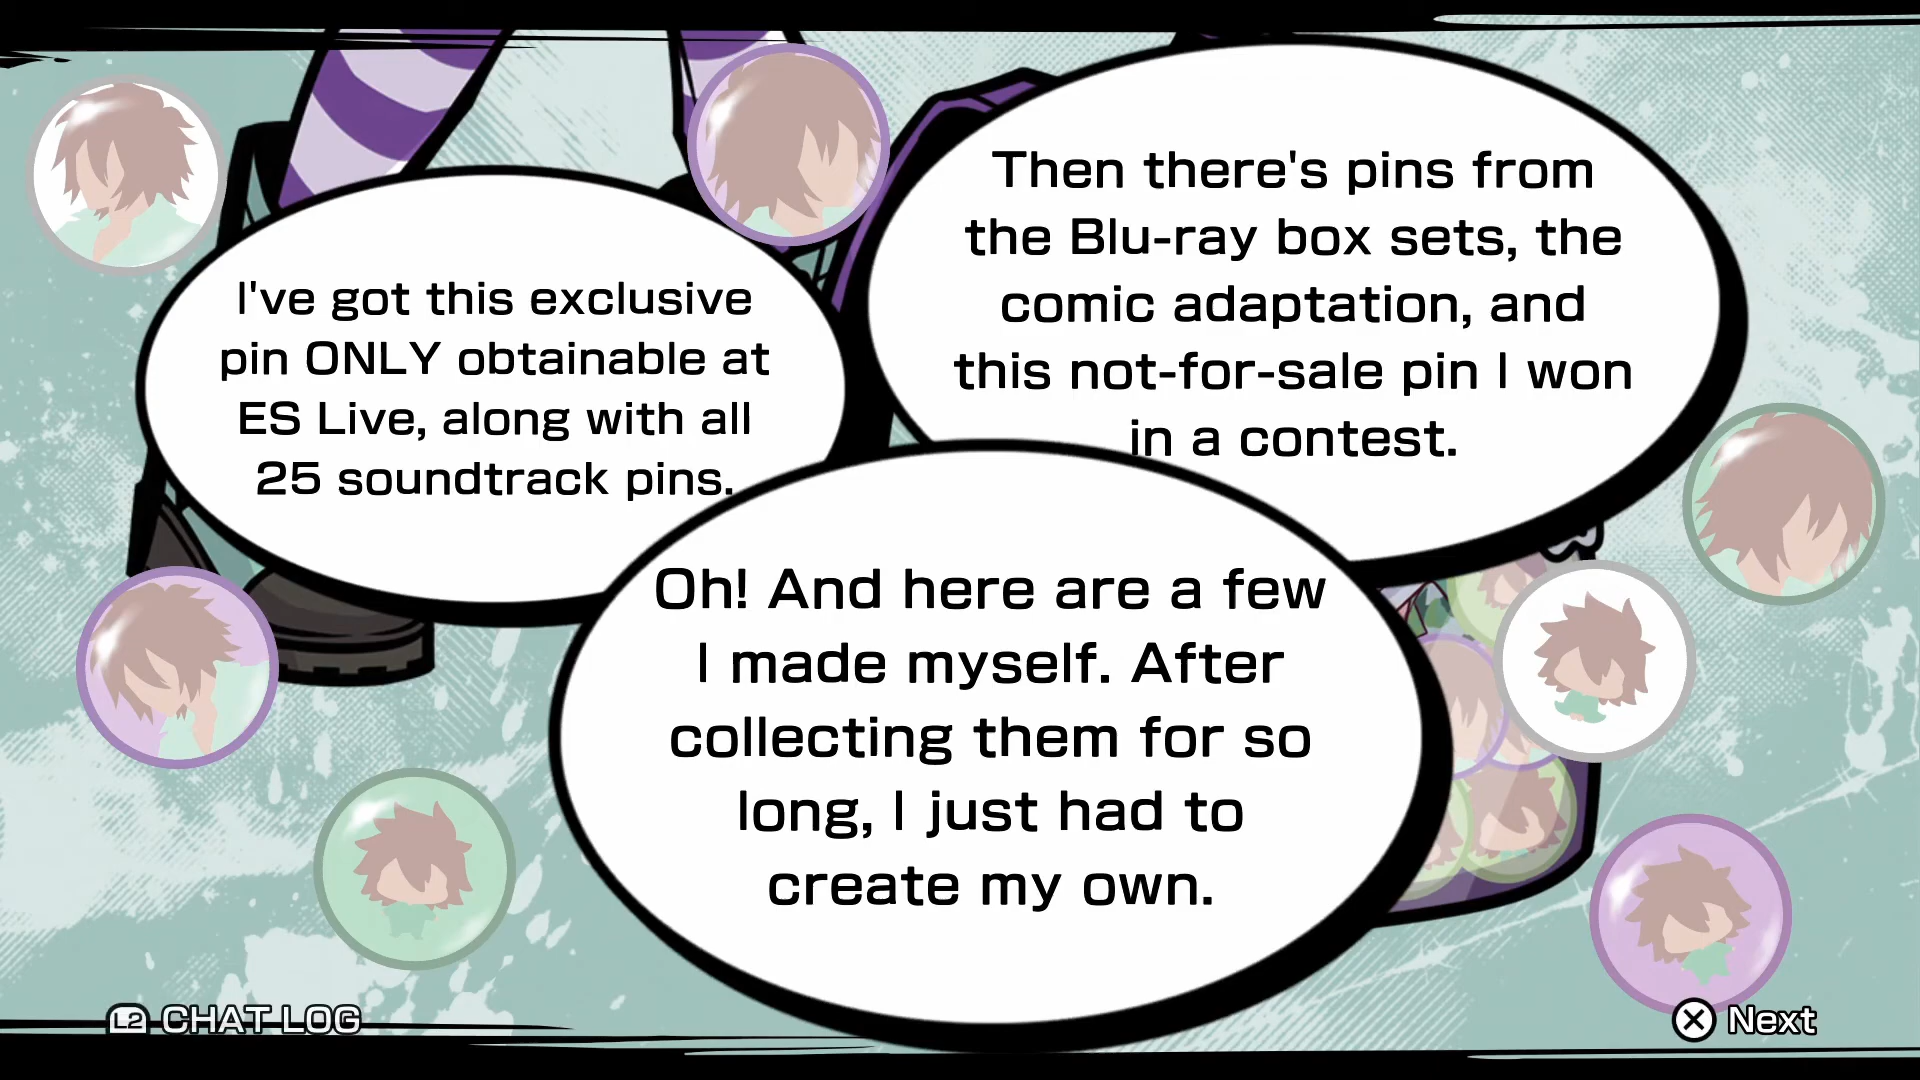 I've got this exclusive
pin ONLY obtainable at
ES Live, along with all
25 soundtrack pins.
Then there's pins from
the Blu-ray box sets, the
comic adaptation, and
this not-for-sale pin I won
in a contest.
Oh! And here are a few
I made myself. After
collecting them for so
long, I just had to
create my own.
L2 CHAT LOG
Next